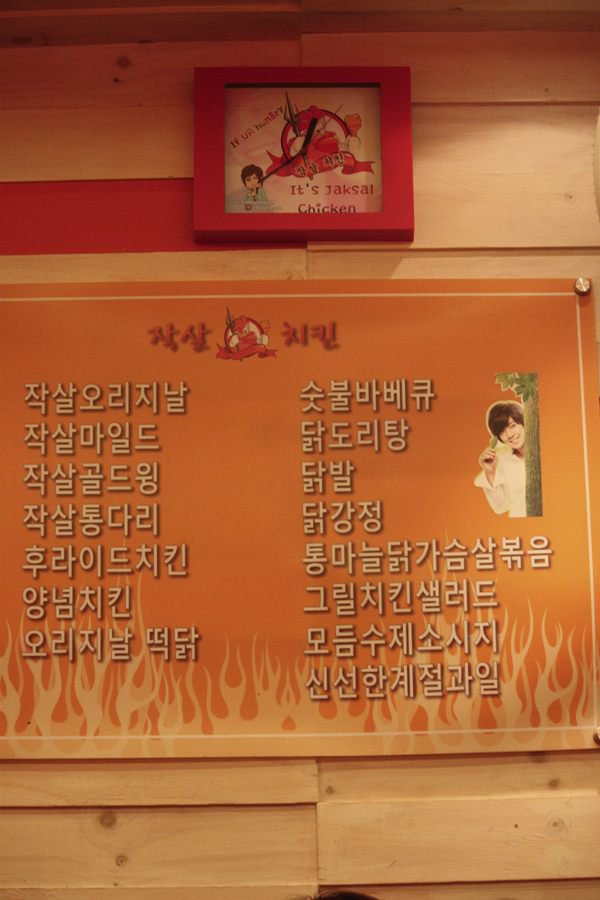 If UR hungry
작살 치킨
It's Jaksal
Chicken
작살 치킨
작살오리지날
작살마일드
작살골드윙
작살통다리
후라이드치킨
양념치킨
오리지날 떡닭
숯불바베큐
닭도리탕
닭발
닭강정
통마늘닭가슴살볶음
그릴치킨샐러드
모듬수제소시지
신선한계절과일